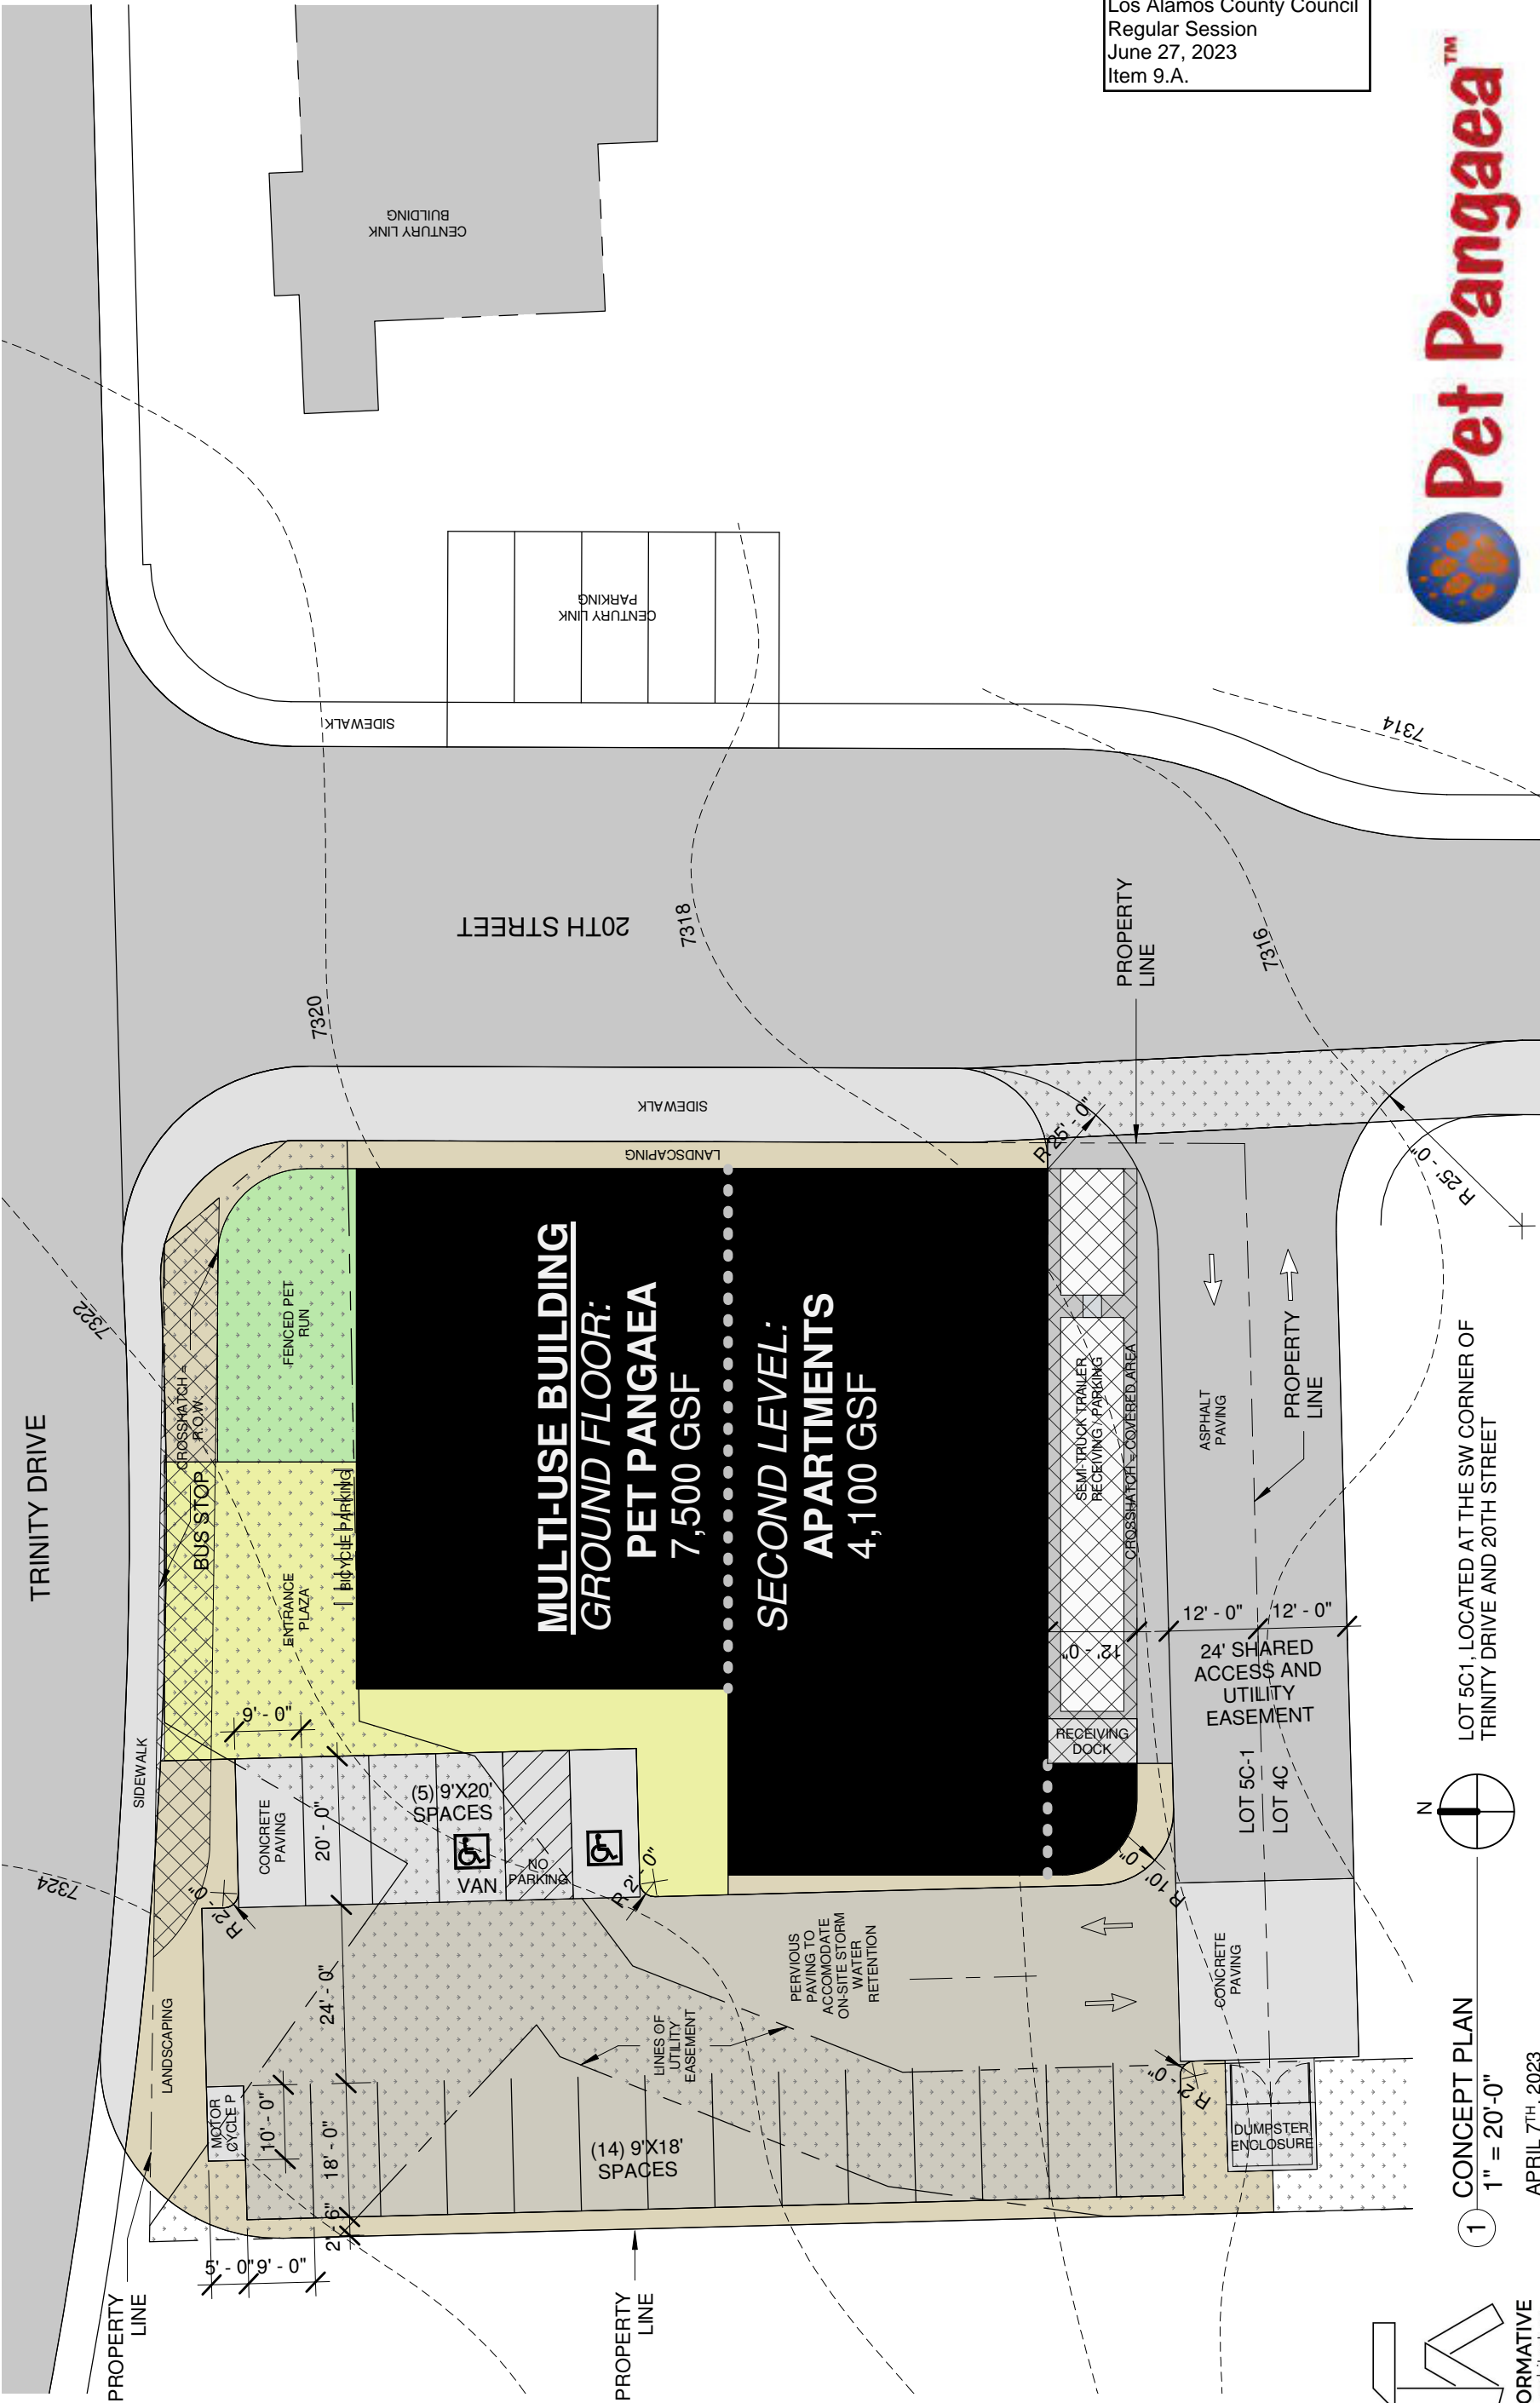 Los Alamos County Council
Regular Session
June 27, 2023
Item 9.A.
Pet Pangaea™
TRINITY DRIVE
20TH STREET
CENTURY LINK
BUILDING
CENTURY LINK
PARKING
SIDEWALK
SIDEWALK
SIDEWALK
LANDSCAPING
LANDSCAPING
7324
7322
7320
7318
7316
7314
CROSSHATCH =
R.O.W.
BUS STOP
FENCED PET
RUN
ENTRANCE
PLAZA
BICYCLE PARKING
MULTI-USE BUILDING
GROUND FLOOR:
PET PANGAEA
7,500 GSF
SECOND LEVEL:
APARTMENTS
4,100 GSF
SEMI-TRUCK TRAILER
RECEIVING / PARKING
CROSSHATCH = COVERED AREA
12' - 0"
RECEIVING
DOCK
ASPHALT
PAVING
PROPERTY
LINE
PROPERTY
LINE
R 25' - 0"
R 25' - 0"
12' - 0"
12' - 0"
24' SHARED
ACCESS AND
UTILITY
EASEMENT
LOT 5C-1
LOT 4C
9' - 0"
CONCRETE
PAVING
20' - 0"
(5) 9'X20'
SPACES
VAN
NO
PARKING
R 2' - 0"
R 2' - 0"
R 10' - 0"
PERVIOUS
PAVING TO
ACCOMODATE
ON-SITE STORM
WATER
RETENTION
LINES OF
UTILITY
EASEMENT
CONCRETE
PAVING
24' - 0"
MOTOR
CYCLE P
10' - 0"
18' - 0"
2' - 6"
5' - 0"
9' - 0"
(14) 9'X18'
SPACES
R 2' - 0"
DUMPSTER
ENCLOSURE
PROPERTY
LINE
PROPERTY
LINE
N
LOT 5C1, LOCATED AT THE SW CORNER OF
TRINITY DRIVE AND 20TH STREET
1
CONCEPT PLAN
1" = 20'-0"
APRIL 7TH, 2023
ORMATIVE